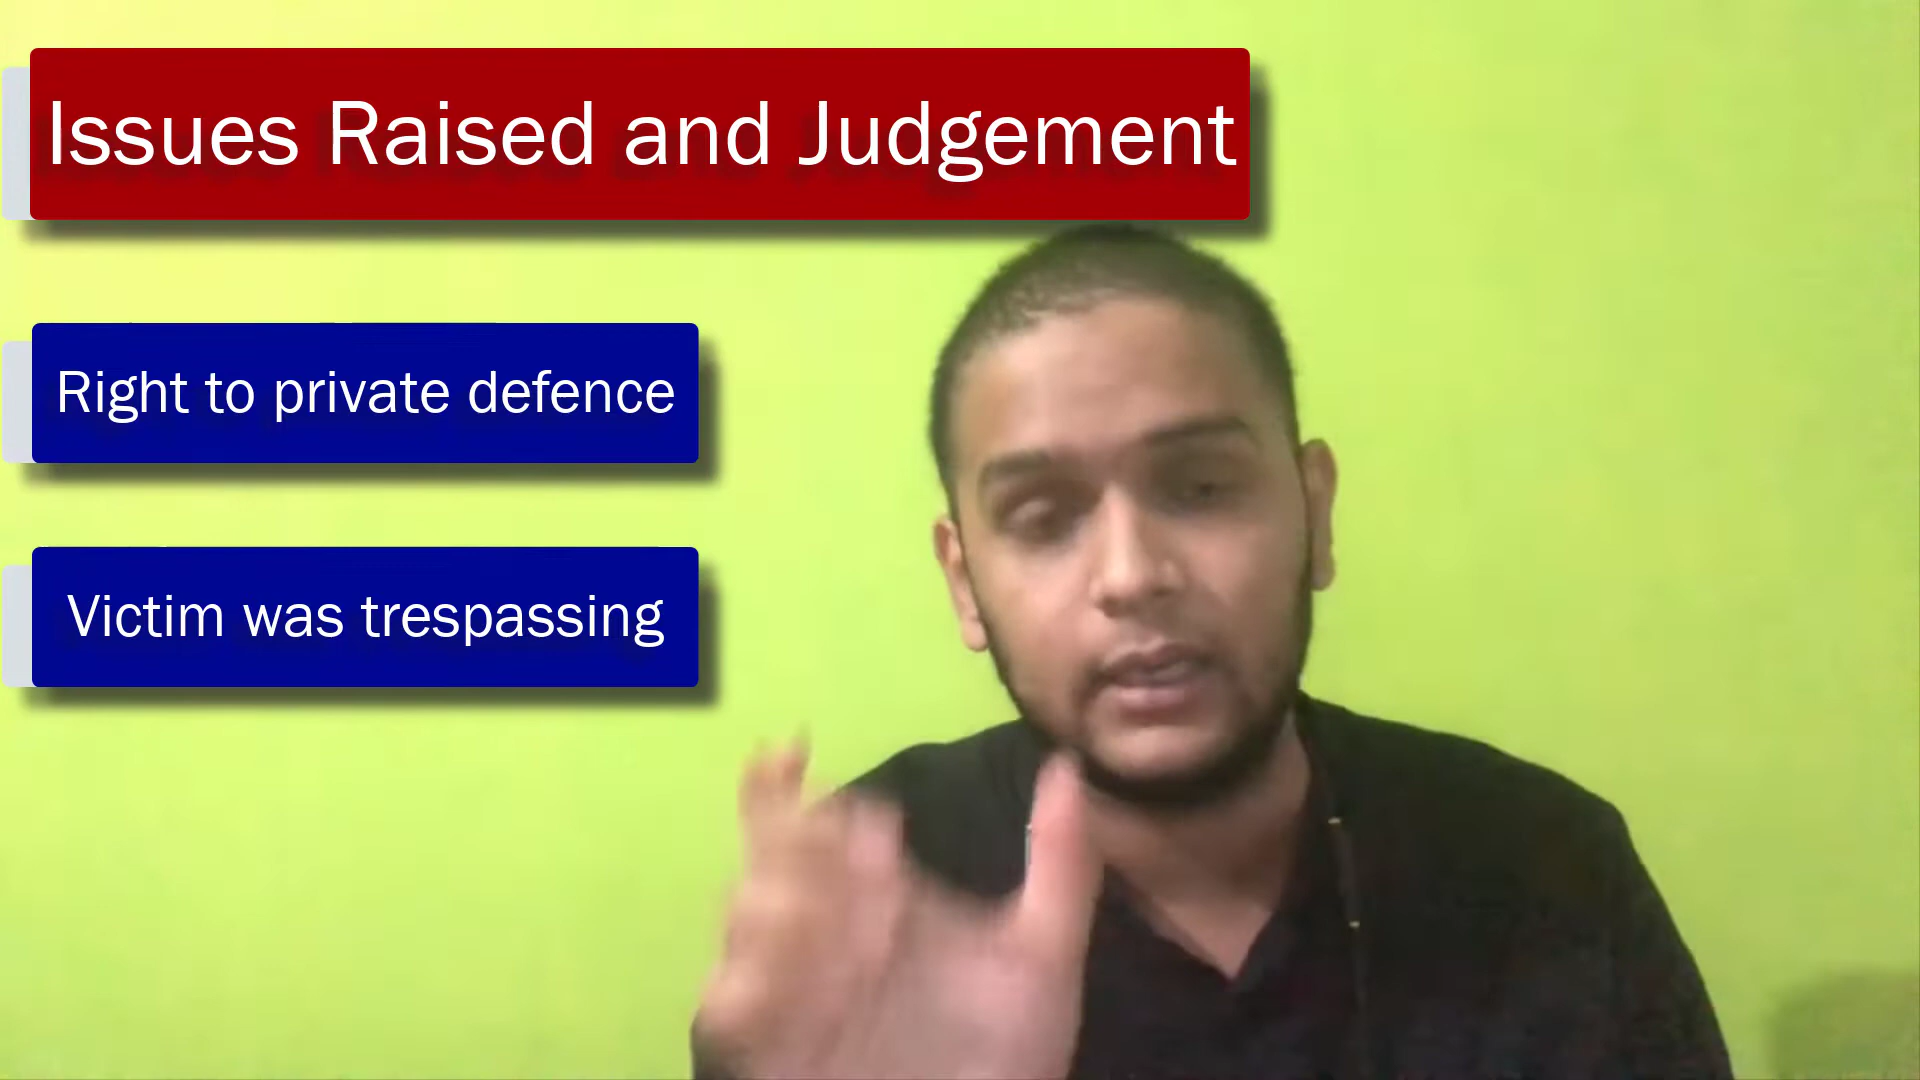 Issues Raised and Judgement
Right to private defence
Victim was trespassing